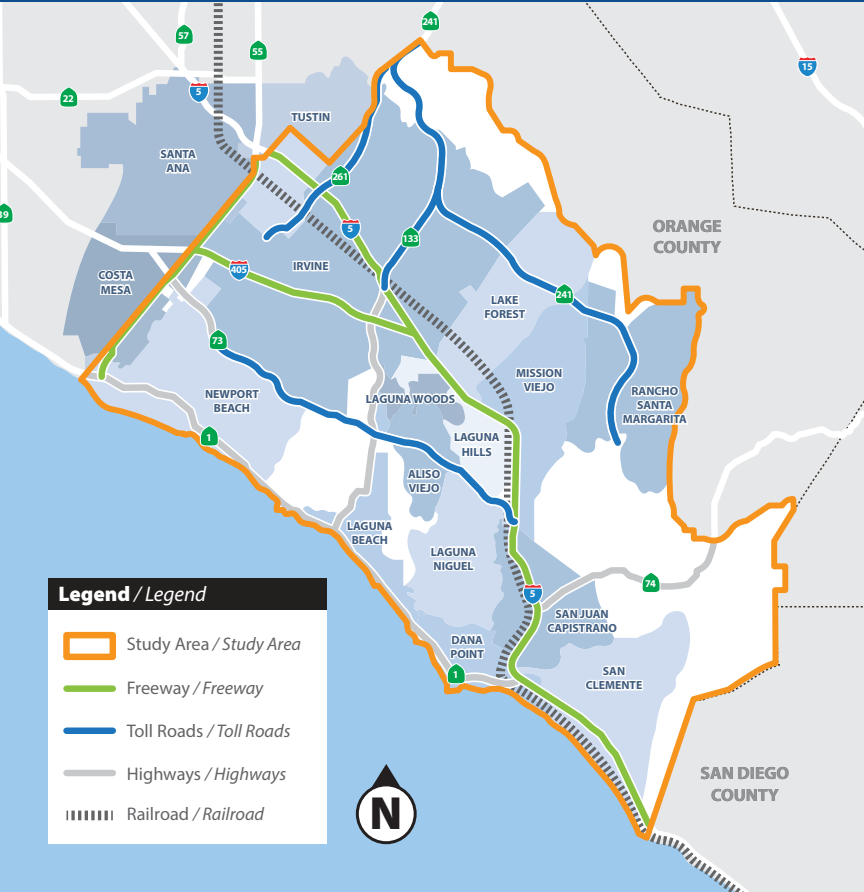 241
57
55
15
5
22
TUSTIN
SANTA
ANA
261
39
ORANGE
COUNTY
5
133
IRVINE
405
COSTA
MESA
241
LAKE
FOREST
73
MISSION
VIEJO
RANCHO
SANTA
MARGARITA
NEWPORT
BEACH
LAGUNA WOODS
1
LAGUNA
HILLS
ALISO
VIEJO
LAGUNA
BEACH
LAGUNA
NIGUEL
74
5
SAN JUAN
CAPISTRANO
DANA
POINT
1
SAN
CLEMENTE
SAN DIEGO
COUNTY
Legend / Legend
Study Area / Study Area
Freeway / Freeway
Toll Roads / Toll Roads
Highways / Highways
Railroad / Railroad
N